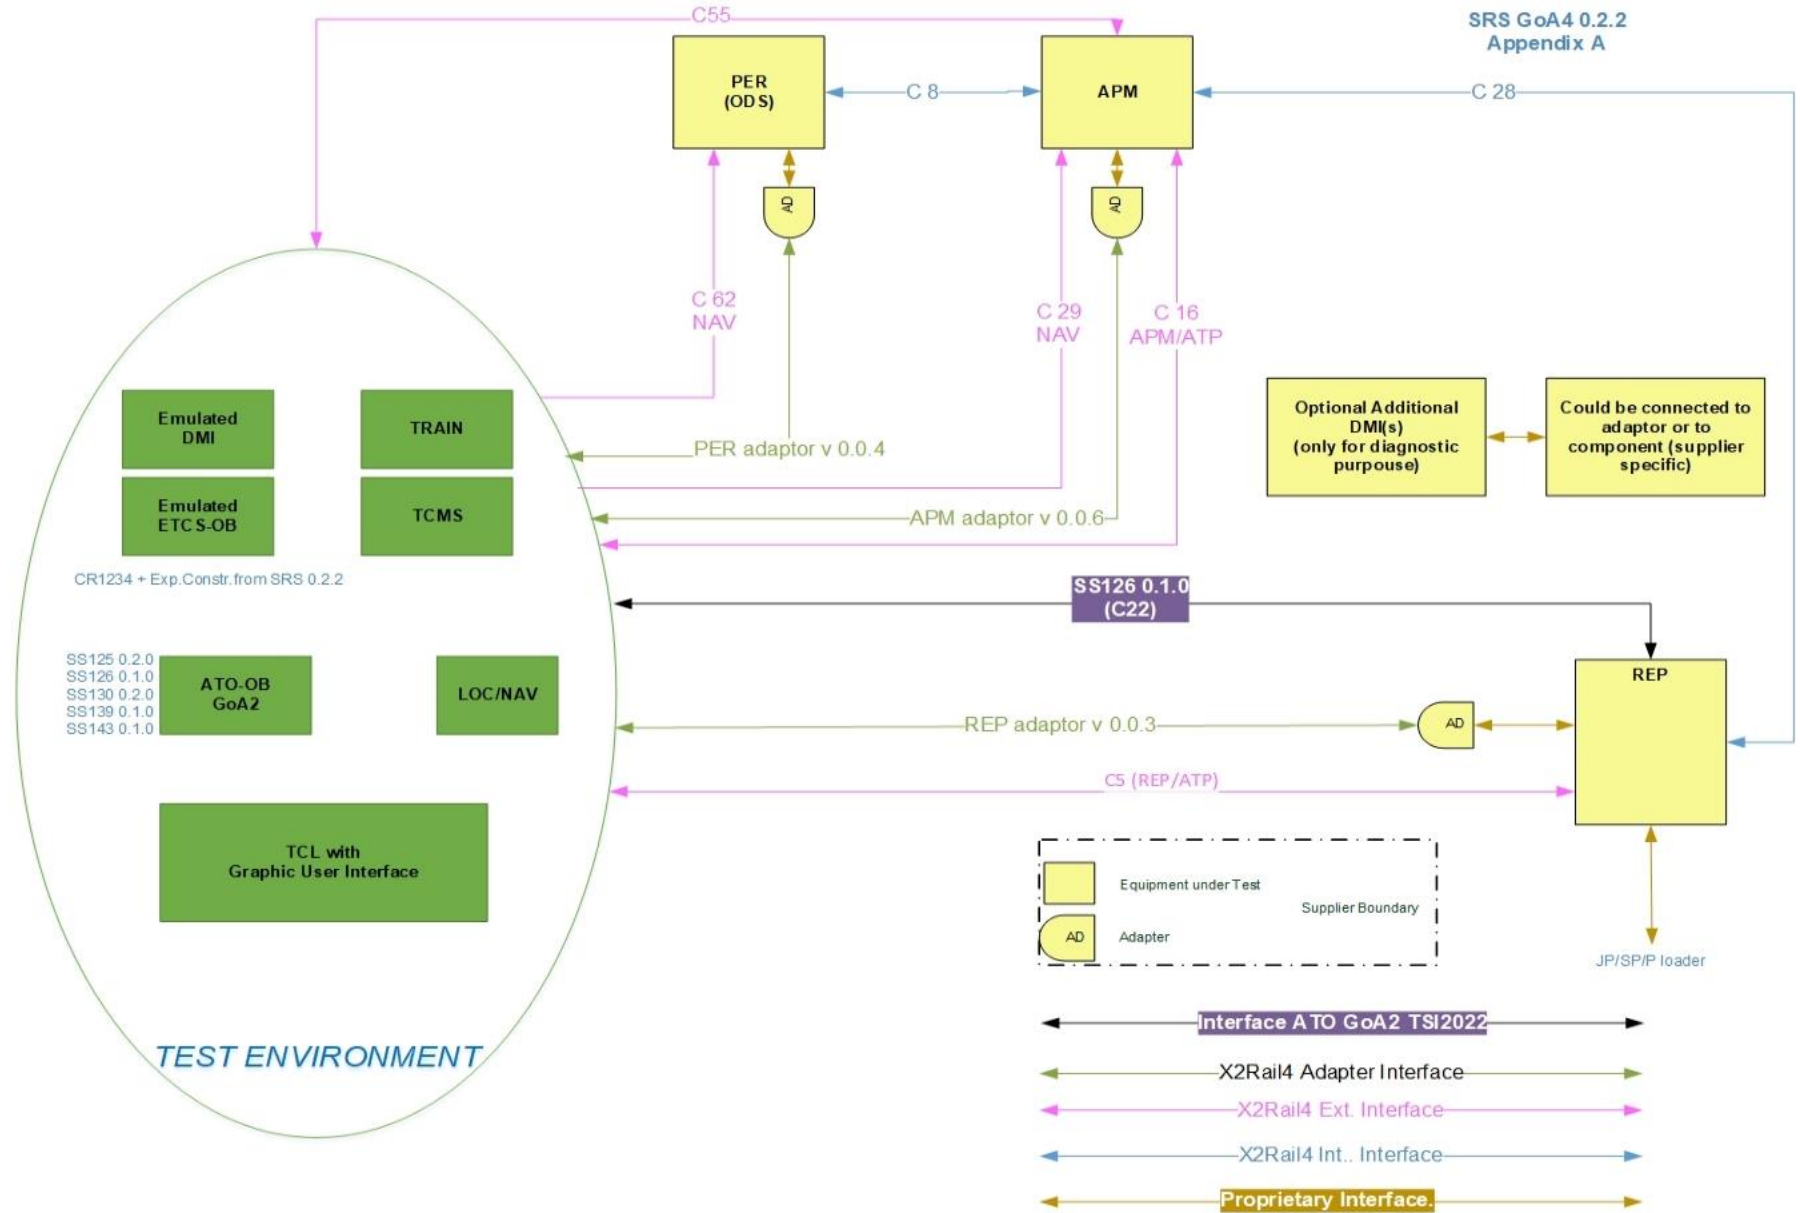 C55
SRS GoA4 0.2.2
Appendix A
PER
(ODS)
C 8
APM
C 28
AD
AD
C 62
NAV
C 29
NAV
C 16
APM/ATP
Emulated
DMI
TRAIN
Optional Additional
DMI(s)
(only for diagnostic
purpouse)
Could be connected to
adaptor or to
component (supplier
specific)
PER adaptor v 0.0.4
Emulated
ETCS-OB
TCMS
APM adaptor v 0.0.6
CR1234 + Exp.Constr.from SRS 0.2.2
SS126 0.1.0
(C22)
SS125 0.2.0
SS126 0.1.0
SS130 0.2.0
SS139 0.1.0
SS143 0.1.0
ATO-OB
GoA2
LOC/NAV
REP
REP adaptor v 0.0.3
AD
C5 (REP/ATP)
TCL with
Graphic User Interface
Equipment under Test
Supplier Boundary
AD
Adapter
JP/SP/P loader
Interface ATO GoA2 TSI2022
TEST ENVIRONMENT
X2Rail4 Adapter Interface
X2Rail4 Ext. Interface
X2Rail4 Int.. Interface
Proprietary Interface.